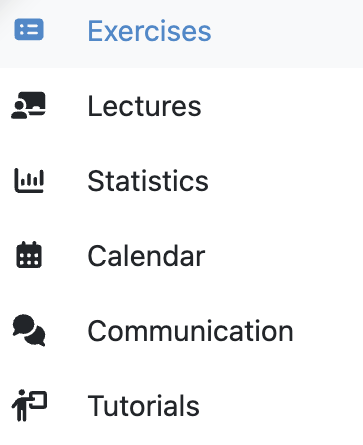 Exercises
Lectures
Statistics
Calendar
Communication
Tutorials